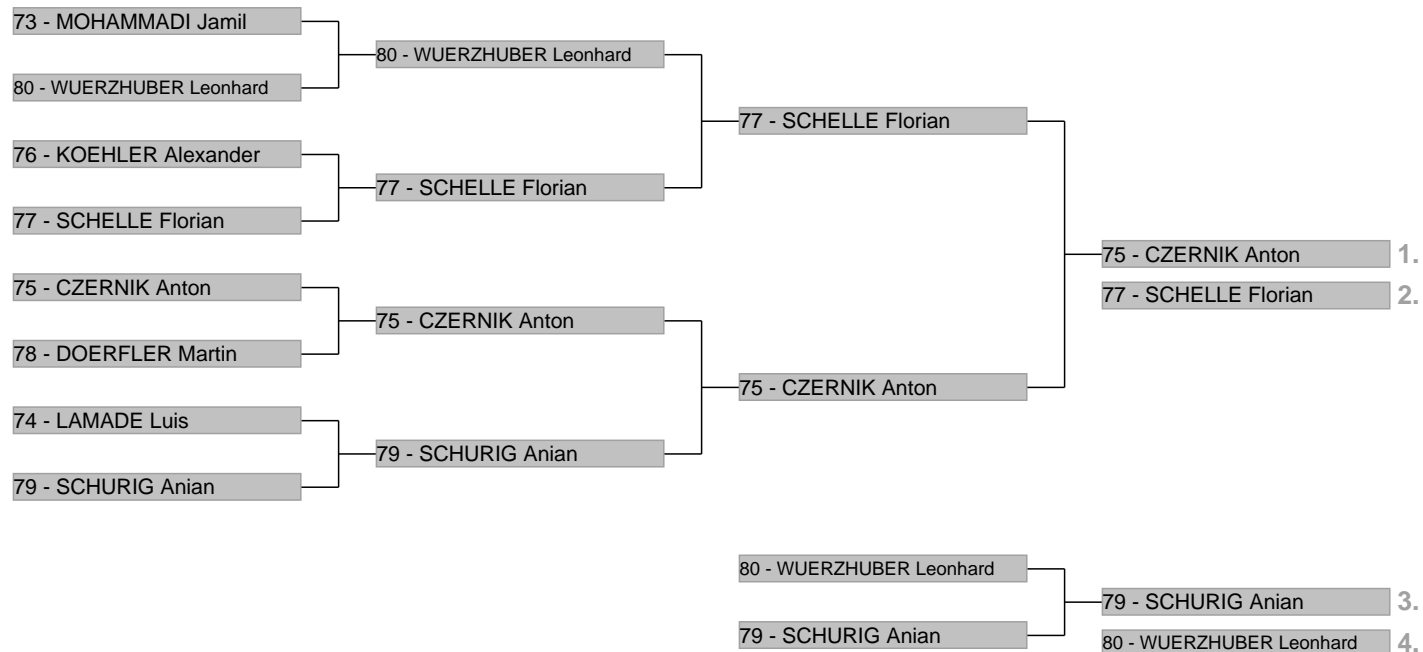 73 - MOHAMMADI Jamil
80 - WUERZHUBER Leonhard
76 - KOEHLER Alexander
77 - SCHELLE Florian
75 - CZERNIK Anton
78 - DOERFLER Martin
74 - LAMADE Luis
79 - SCHURIG Anian
80 - WUERZHUBER Leonhard
77 - SCHELLE Florian
75 - CZERNIK Anton
79 - SCHURIG Anian
77 - SCHELLE Florian
75 - CZERNIK Anton
75 - CZERNIK Anton 1.
77 - SCHELLE Florian 2.
80 - WUERZHUBER Leonhard
79 - SCHURIG Anian
79 - SCHURIG Anian 3.
80 - WUERZHUBER Leonhard 4.